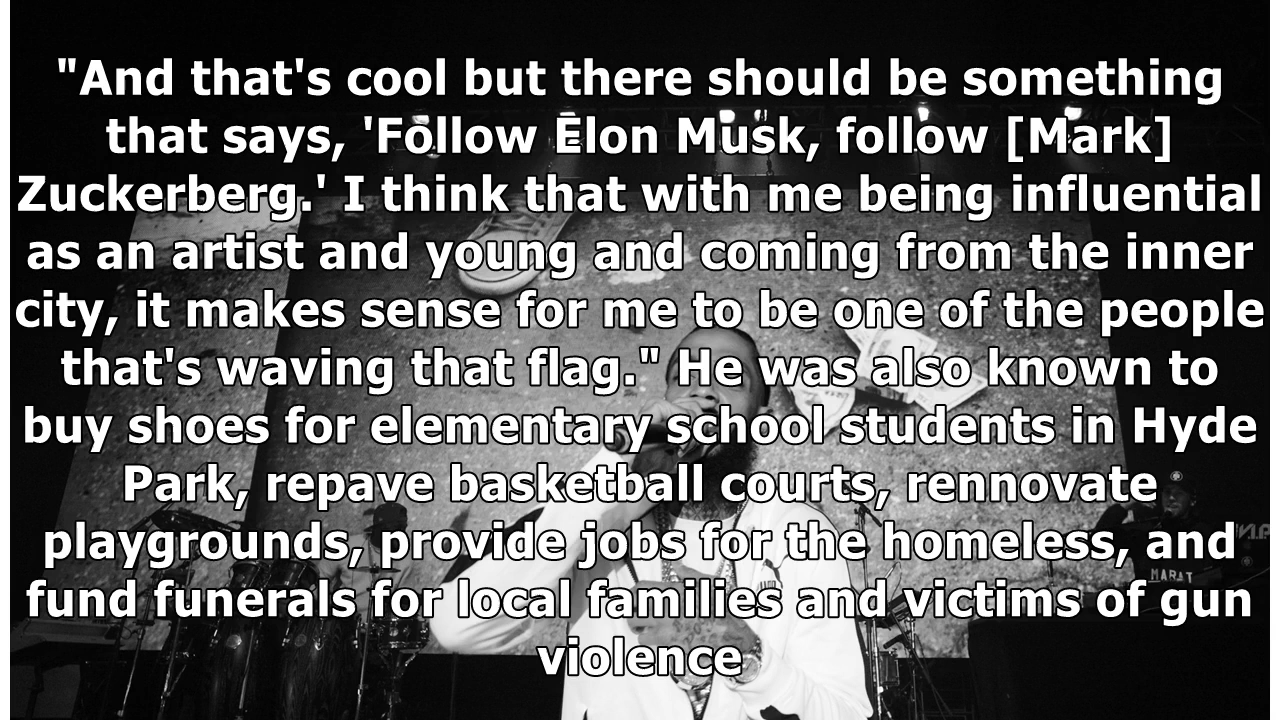 "And that's cool but there should be something
that says, 'Follow Elon Musk, follow [Mark]
Zuckerberg.' I think that with me being influential
as an artist and young and coming from the inner
city, it makes sense for me to be one of the people
that's waving that flag." He was also known to
buy shoes for elementary school students in Hyde
Park, repave basketball courts, rennovate
playgrounds, provide jobs for the homeless, and
fund funerals for local families and victims of gun
violence
MARAT